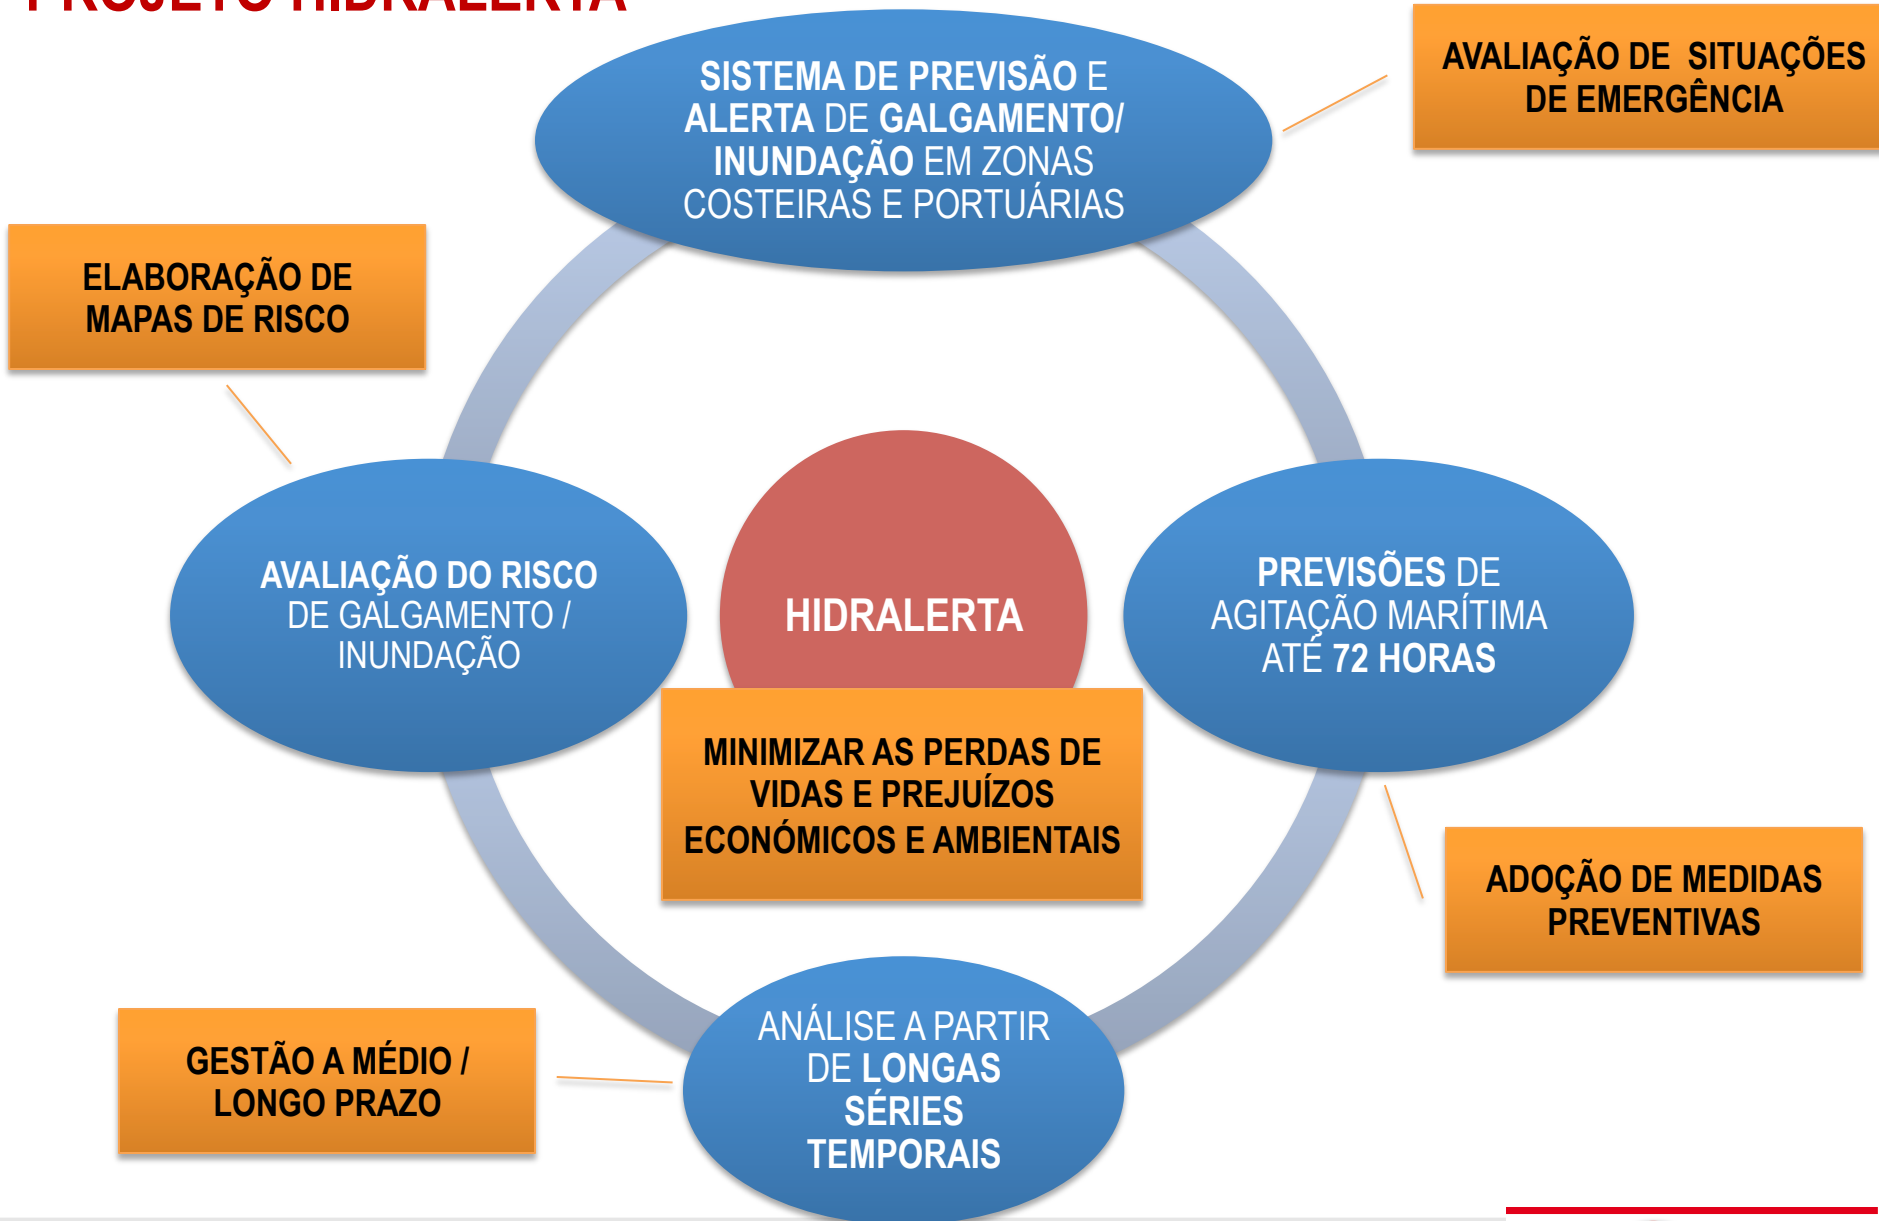 PROJETO HIDRALERTA
SISTEMA DE PREVISÃO E
ALERTA DE GALGAMENTO/
INUNDAÇÃO EM ZONAS
COSTEIRAS E PORTUÁRIAS
AVALIAÇÃO DE SITUAÇÕES
DE EMERGÊNCIA
ELABORAÇÃO DE
MAPAS DE RISCO
AVALIAÇÃO DO RISCO
DE GALGAMENTO /
INUNDAÇÃO
HIDRALERTA
PREVISÕES DE
AGITAÇÃO MARÍTIMA
ATÉ 72 HORAS
MINIMIZAR AS PERDAS DE
VIDAS E PREJUÍZOS
ECONÓMICOS E AMBIENTAIS
ADOÇÃO DE MEDIDAS
PREVENTIVAS
GESTÃO A MÉDIO /
LONGO PRAZO
ANÁLISE A PARTIR
DE LONGAS
SÉRIES
TEMPORAIS